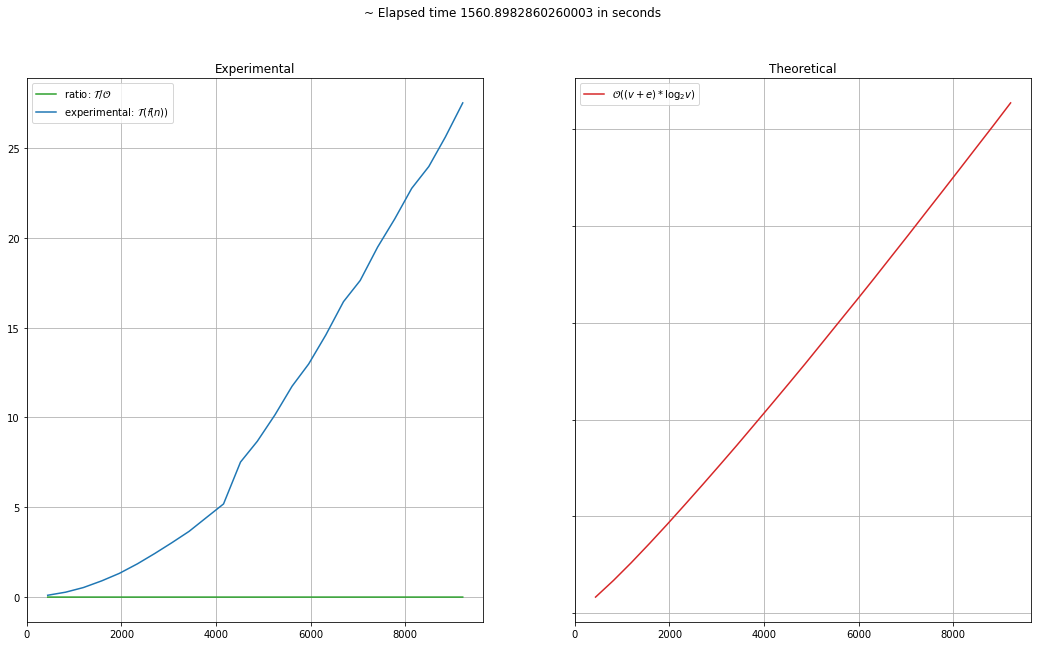 ~ Elapsed time 1560.8982860260003 in seconds
Experimental
ratio: 𝒯/𝒪
experimental: 𝒯(f(n))
25
20
15
10
5
0
0 2000 4000 6000 8000
Theoretical
𝒪((v + e) * log₂v)
0 2000 4000 6000 8000